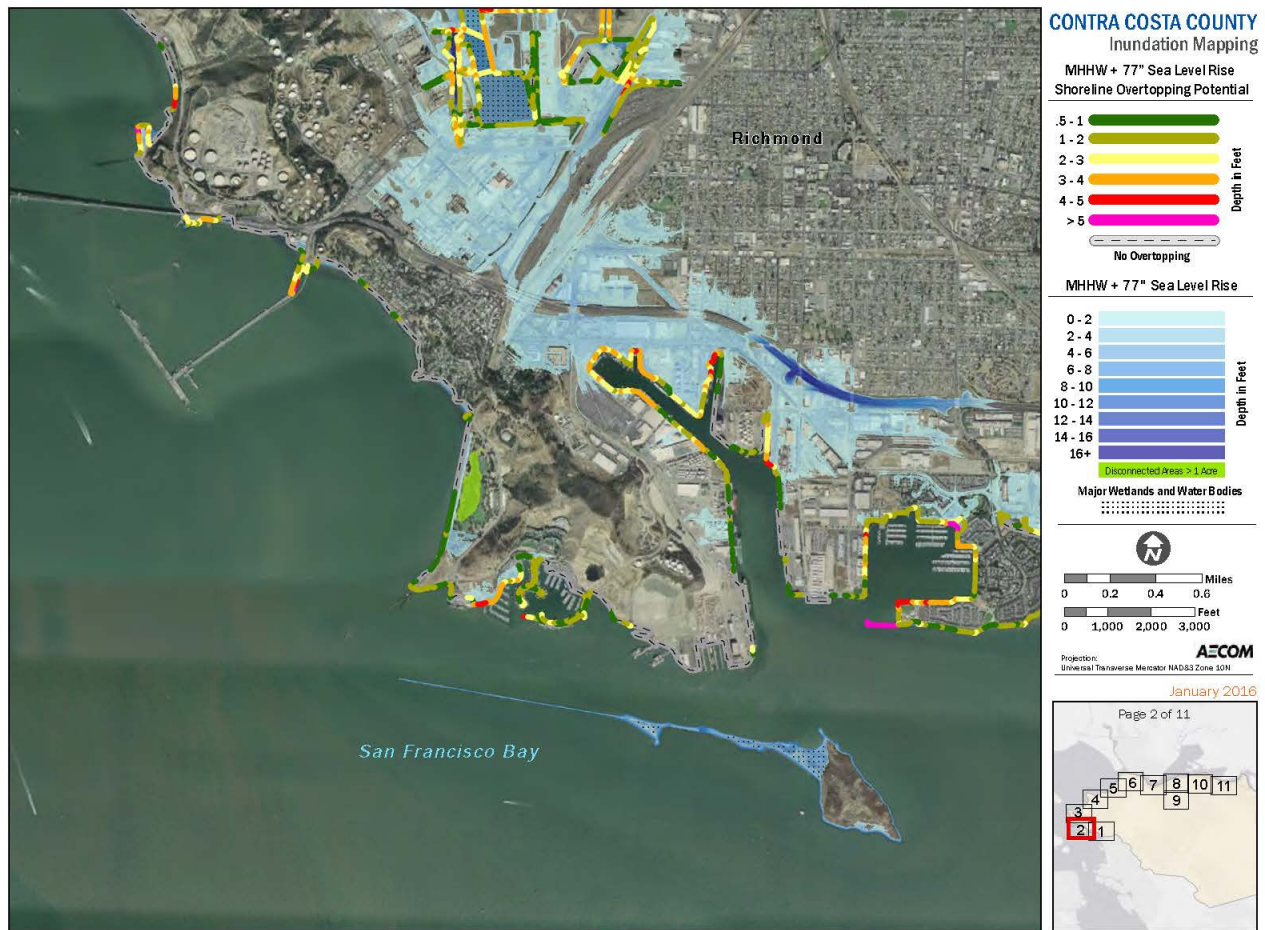 CONTRA COSTA COUNTY
Inundation Mapping
MHHW + 77" Sea Level Rise
Shoreline Overtopping Potential
.5 - 1
1 - 2
2 - 3
3 - 4
4 - 5
> 5
Depth in Feet
No Overtopping
MHHW + 77" Sea Level Rise
0 - 2
2 - 4
4 - 6
6 - 8
8 - 10
10 - 12
12 - 14
14 - 16
16+
Depth in Feet
Disconnected Areas > 1 Acre
Major Wetlands and Water Bodies
N
Miles
0 0.2 0.4 0.6
Feet
0 1,000 2,000 3,000
AECOM
Projection:
Universal Transverse Mercator NAD83 Zone 10N
January 2016
Page 2 of 11
1
2
3
4
5
6
7
8
9
10
11
Richmond
San Francisco Bay